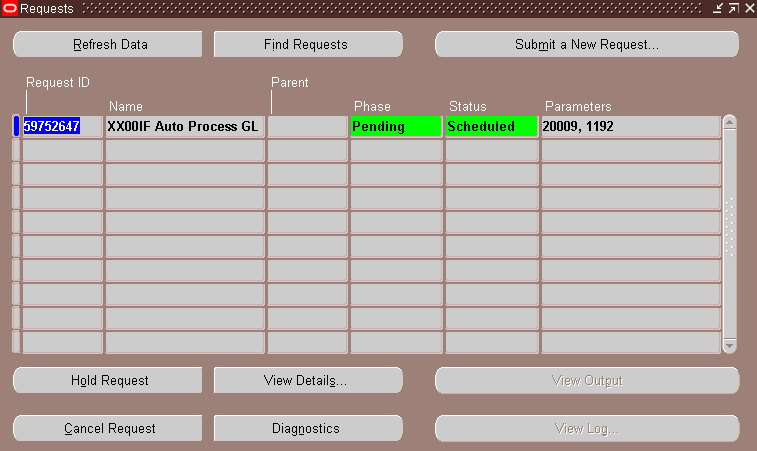 Requests
Refresh Data Find Requests Submit a New Request...
Request ID Parent
Name Phase Status Parameters
59752647 XX00IF Auto Process GL Pending Scheduled 20009, 1192
Hold Request View Details... View Output
Cancel Request Diagnostics View Log...